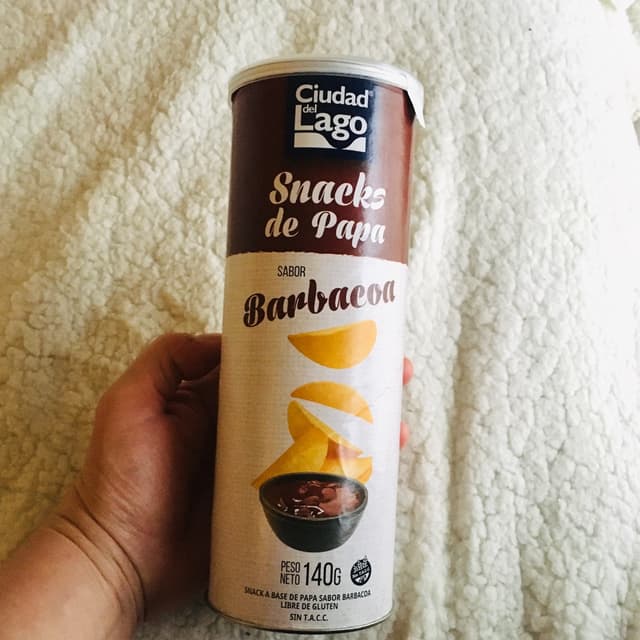 Ciudad®
del
Lago
Snacks
de Papa
SABOR
Barbacoa
PESO
NETO 140G
SNACK A BASE DE PAPA SABOR BARBACOA
LIBRE DE GLUTEN
SIN T.A.C.C.